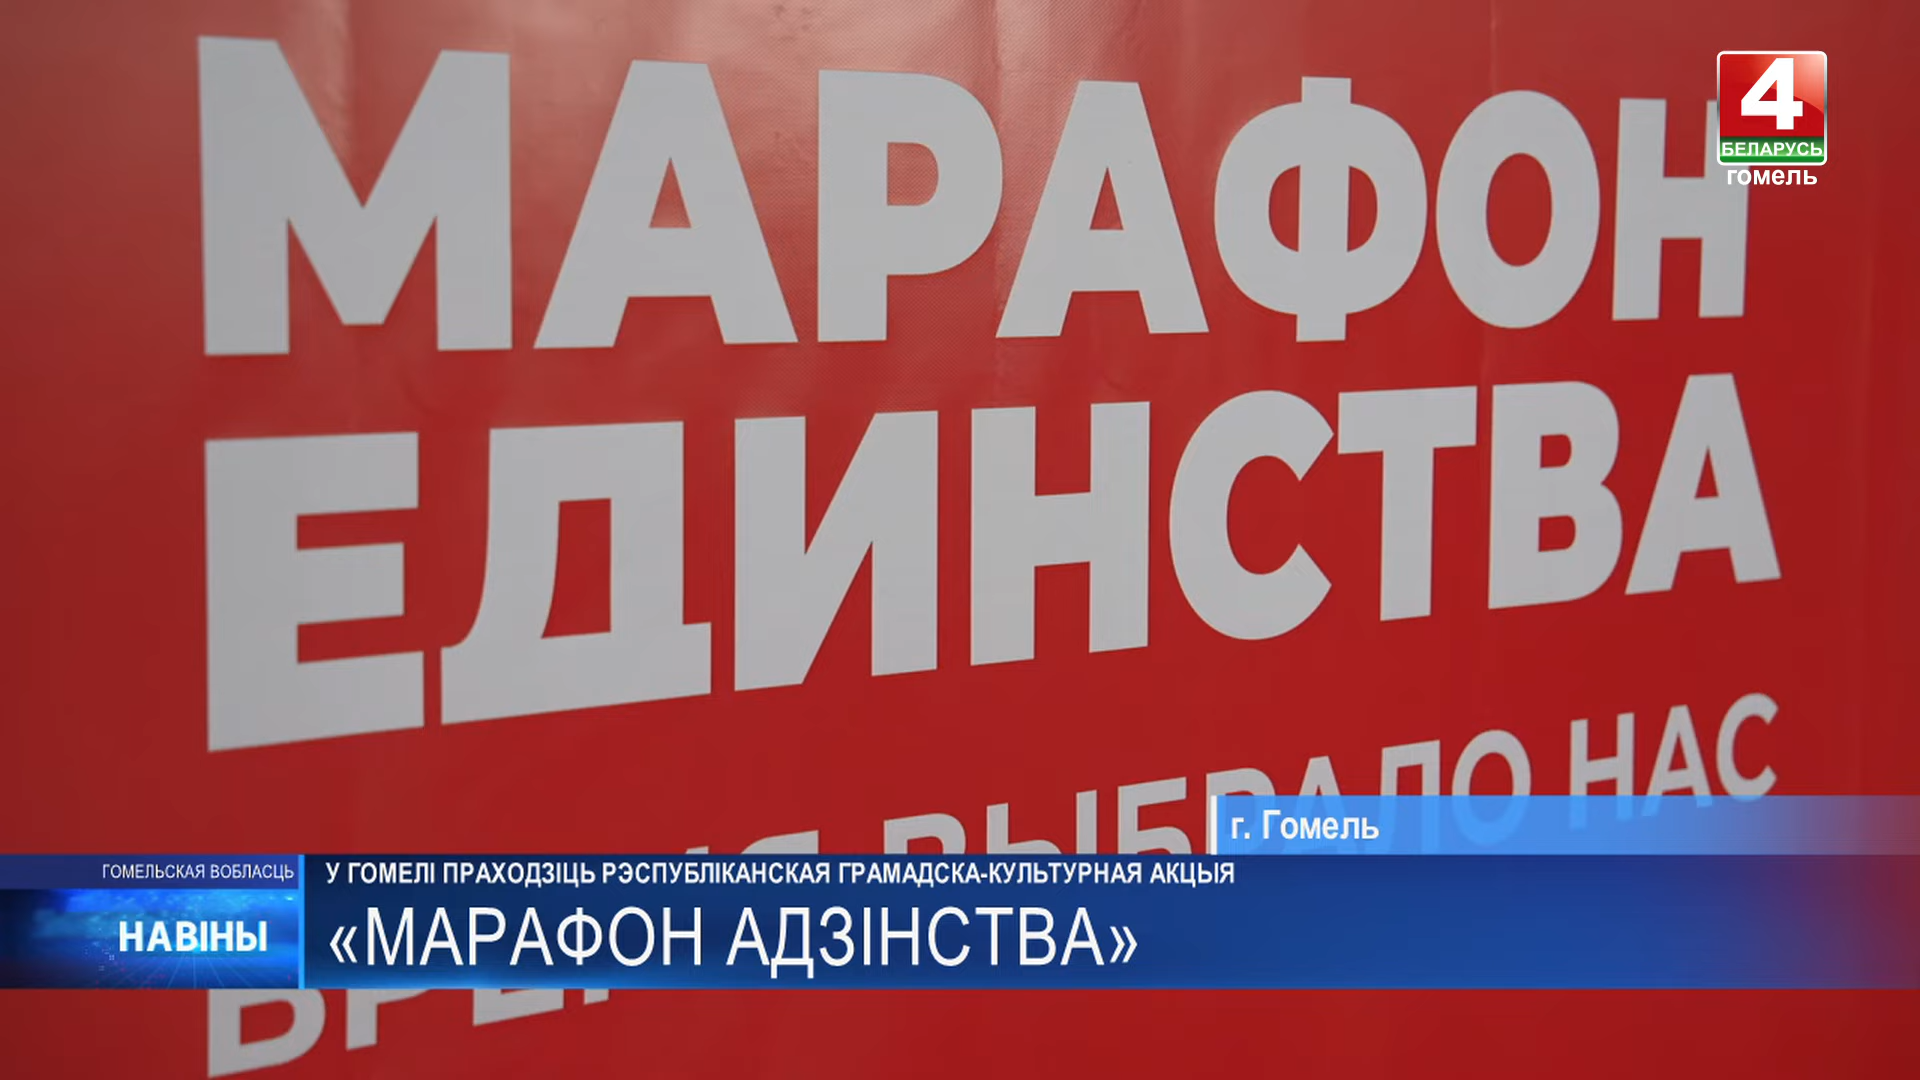 МАРАФОН
ЕДИНСТВА
ВЫБРАЛО НАС
4
БЕЛАРУСЬ
гомель
г. Гомель
ГОМЕЛЬСКАЯ ВОБЛАСЦЬ
НАВІНЫ
У ГОМЕЛІ ПРАХОДЗІЦЬ РЭСПУБЛІКАНСКАЯ ГРАМАДСКА-КУЛЬТУРНАЯ АКЦЫЯ
«МАРАФОН АДЗІНСТВА»